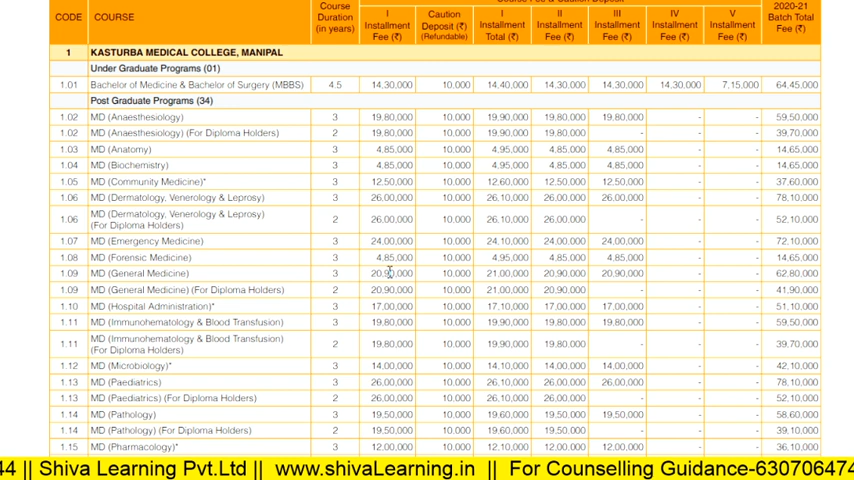 CODE COURSE Course Duration (in years) I Installment Fee (₹) Caution Deposit (₹) (Refundable) I Installment Total (₹) II Installment Fee (₹) III Installment Fee (₹) IV Installment Fee (₹) V Installment Fee (₹) 2020-21 Batch Total Fee (₹)
1 KASTURBA MEDICAL COLLEGE, MANIPAL
Under Graduate Programs (01)
1.01 Bachelor of Medicine & Bachelor of Surgery (MBBS) 4.5 14,30,000 10,000 14,40,000 14,30,000 14,30,000 14,30,000 7,15,000 64,45,000
Post Graduate Programs (34)
1.02 MD (Anaesthesiology) 3 19,80,000 10,000 19,90,000 19,80,000 19,80,000 - - 59,50,000
1.02 MD (Anaesthesiology) (For Diploma Holders) 2 19,80,000 10,000 19,90,000 19,80,000 - - - 39,70,000
1.03 MD (Anatomy) 3 4,85,000 10,000 4,95,000 4,85,000 4,85,000 - - 14,65,000
1.04 MD (Biochemistry) 3 4,85,000 10,000 4,95,000 4,85,000 4,85,000 - - 14,65,000
1.05 MD (Community Medicine)* 3 12,50,000 10,000 12,60,000 12,50,000 12,50,000 - - 37,60,000
1.06 MD (Dermatology, Venerology & Leprosy) 3 26,00,000 10,000 26,10,000 26,00,000 26,00,000 - - 78,10,000
1.06 MD (Dermatology, Venerology & Leprosy) (For Diploma Holders) 2 26,00,000 10,000 26,10,000 26,00,000 - - - 52,10,000
1.07 MD (Emergency Medicine) 3 24,00,000 10,000 24,10,000 24,00,000 24,00,000 - - 72,10,000
1.08 MD (Forensic Medicine) 3 4,85,000 10,000 4,95,000 4,85,000 4,85,000 - - 14,65,000
1.09 MD (General Medicine) 3 20,90,000 10,000 21,00,000 20,90,000 20,90,000 - - 62,80,000
1.09 MD (General Medicine) (For Diploma Holders) 2 20,90,000 10,000 21,00,000 20,90,000 - - - 41,90,000
1.10 MD (Hospital Administration)* 3 17,00,000 10,000 17,10,000 17,00,000 17,00,000 - - 51,10,000
1.11 MD (Immunohematology & Blood Transfusion) 3 19,80,000 10,000 19,90,000 19,80,000 19,80,000 - - 59,50,000
1.11 MD (Immunohematology & Blood Transfusion) (For Diploma Holders) 2 19,80,000 10,000 19,90,000 19,80,000 - - - 39,70,000
1.12 MD (Microbiology)* 3 14,00,000 10,000 14,10,000 14,00,000 14,00,000 - - 42,10,000
1.13 MD (Paediatrics) 3 26,00,000 10,000 26,10,000 26,00,000 26,00,000 - - 78,10,000
1.13 MD (Paediatrics) (For Diploma Holders) 2 26,00,000 10,000 26,10,000 26,00,000 - - - 52,10,000
1.14 MD (Pathology) 3 19,50,000 10,000 19,60,000 19,50,000 19,50,000 - - 58,60,000
1.14 MD (Pathology) (For Diploma Holders) 2 19,50,000 10,000 19,60,000 19,50,000 - - - 39,10,000
1.15 MD (Pharmacology)* 3 12,00,000 10,000 12,10,000 12,00,000 12,00,000 - - 36,10,000
44 || Shiva Learning Pvt.Ltd || www.shivaLearning.in || For Counselling Guidance-630706474